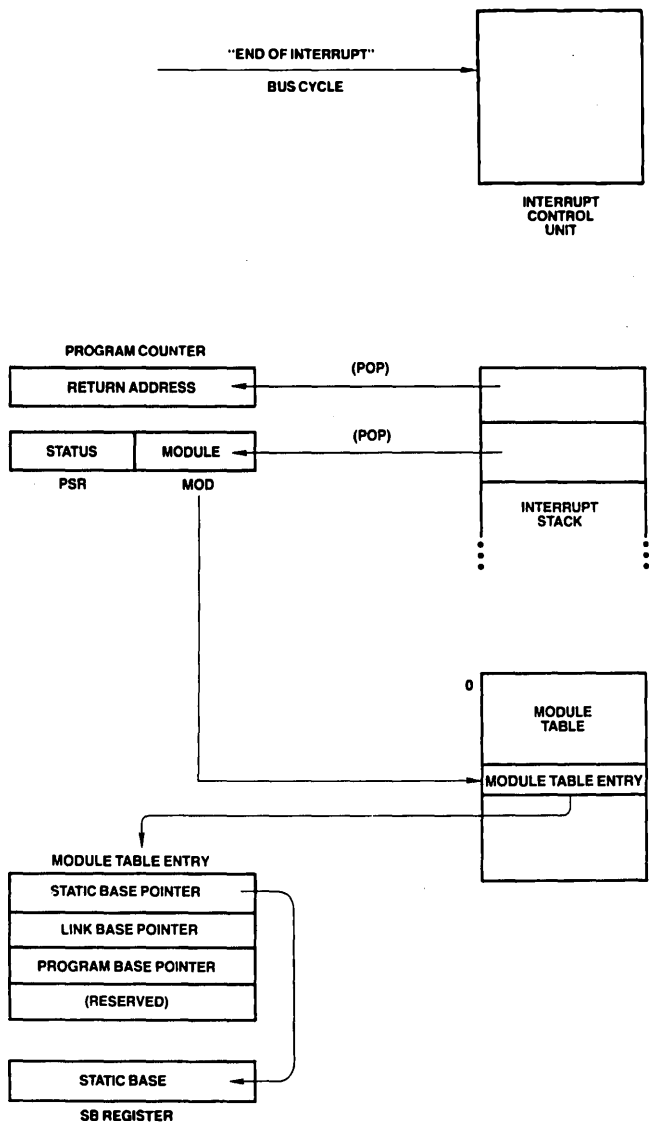 "END OF INTERRUPT"
BUS CYCLE
INTERRUPT
CONTROL
UNIT
PROGRAM COUNTER
RETURN ADDRESS
(POP)
STATUS
MODULE
(POP)
PSR
MOD
INTERRUPT
STACK
0
MODULE
TABLE
MODULE TABLE ENTRY
MODULE TABLE ENTRY
STATIC BASE POINTER
LINK BASE POINTER
PROGRAM BASE POINTER
(RESERVED)
STATIC BASE
SB REGISTER